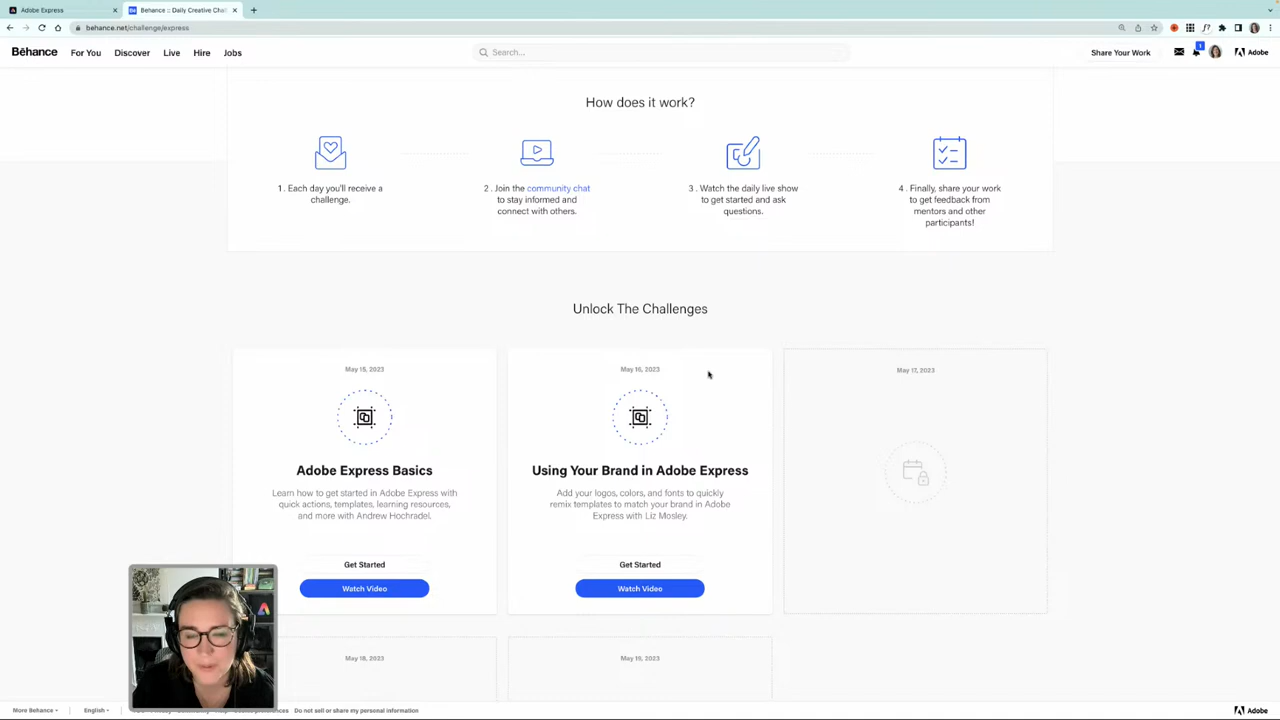 Adobe Express
Behance :: Daily Creative Chal
behance.net/challenge/express
Bēhance
For You
Discover
Live
Hire
Jobs
Search...
Share Your Work
1
Adobe
How does it work?
1 . Each day you'll receive a
challenge.
2 . Join the community chat
to stay informed and
connect with others.
3 . Watch the daily live show
to get started and ask
questions.
4 . Finally, share your work
to get feedback from
mentors and other
participants!
Unlock The Challenges
May 15, 2023
Adobe Express Basics
Learn how to get started in Adobe Express with
quick actions, templates, learning resources,
and more with Andrew Hochradel.
Get Started
Watch Video
May 16, 2023
Using Your Brand in Adobe Express
Add your logos, colors, and fonts to quickly
remix templates to match your brand in Adobe
Express with Liz Mosley.
Get Started
Watch Video
May 17, 2023
May 18, 2023
May 19, 2023
More Behance
English
Do not sell or share my personal information
Adobe